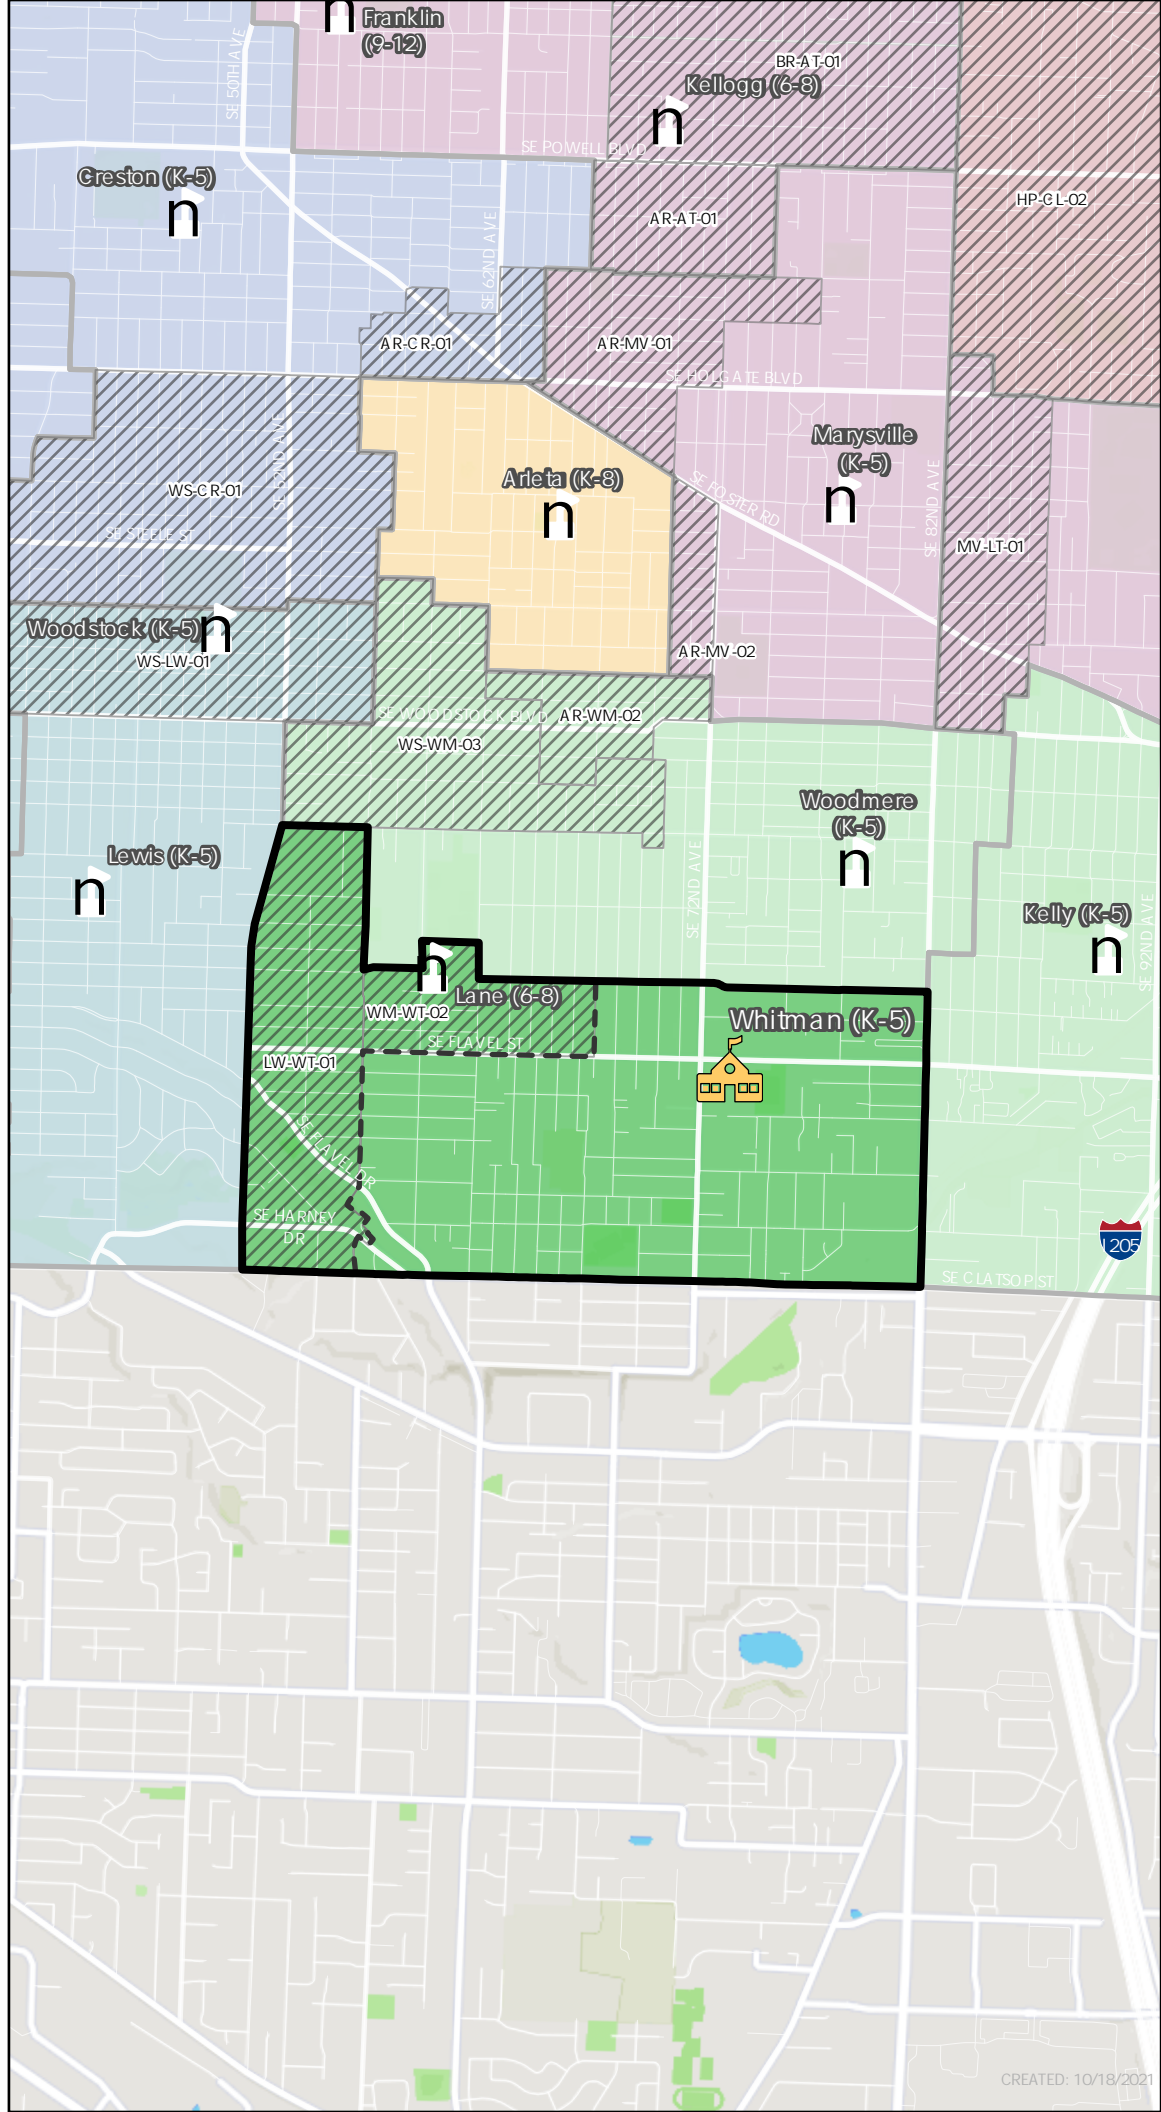 Franklin
(9-12)
SE 50TH AVE
BR-AT-01
Kellogg (6-8)
SE POWELL BLVD
Creston (K-5)
HP-CL-02
AR-AT-01
SE 62ND AVE
AR-CR-01
AR-MV-01
SE HOLGATE BLVD
Marysville
(K-5)
SE 52ND AVE
Arleta (K-8)
WS-CR-01
SE FOSTER RD
SE 82ND AVE
SE STEELE ST
MV-LT-01
Woodstock (K-5)
WS-LW-01
AR-MV-02
SE WOODSTOCK BLVD
AR-WM-02
WS-WM-03
Woodmere
(K-5)
Lewis (K-5)
SE 72ND AVE
Kelly (K-5)
SE 92ND AVE
Lane (6-8)
WM-WT-02
Whitman (K-5)
SE FLAVEL ST
LW-WT-01
SE FLAVEL DR
SE HARNEY
DR
I 205
SE CLATSOP ST
CREATED: 10/18/2021